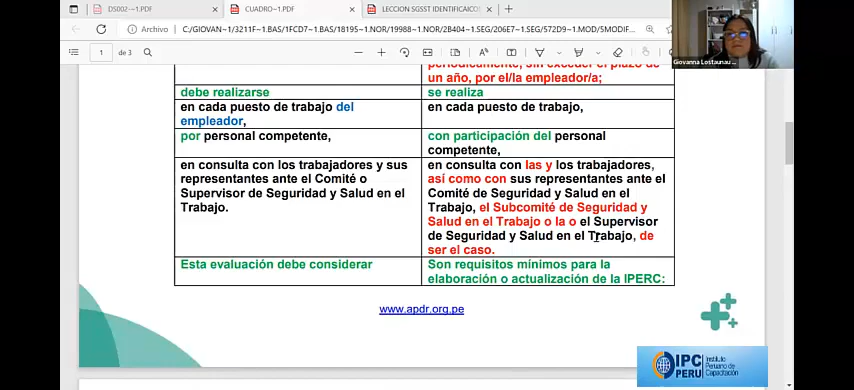 DS002-~1.PDF
CUADRO~1.PDF
LECCION SGSST IDENTIFICAICO
Archivo
C:/GIOVAN~1/3211F~1.BAS/1FCD7~1.BAS/18195~1.NOR/19988~1.NOR/2B404~1.SEG/206E7~1.SEG/572D9~1.MOD/5MODIF...
Giovanna Lostaunau ...
1
de 3
periódicamente, sin exceder el plazo de
un año, por el/la empleador/a;
debe realizarse
se realiza
en cada puesto de trabajo del
empleador,
en cada puesto de trabajo,
por personal competente,
con participación del personal
competente,
en consulta con los trabajadores y sus
representantes ante el Comité o
Supervisor de Seguridad y Salud en el
Trabajo.
en consulta con las y los trabajadores,
así como con sus representantes ante el
Comité de Seguridad y Salud en el
Trabajo, el Subcomité de Seguridad y
Salud en el Trabajo o la o el Supervisor
de Seguridad y Salud en el Trabajo, de
ser el caso.
Esta evaluación debe considerar
Son requisitos mínimos para la
elaboración o actualización de la IPERC:
www.apdr.org.pe
IPC
PERU
Instituto
Peruano de
Capacitación